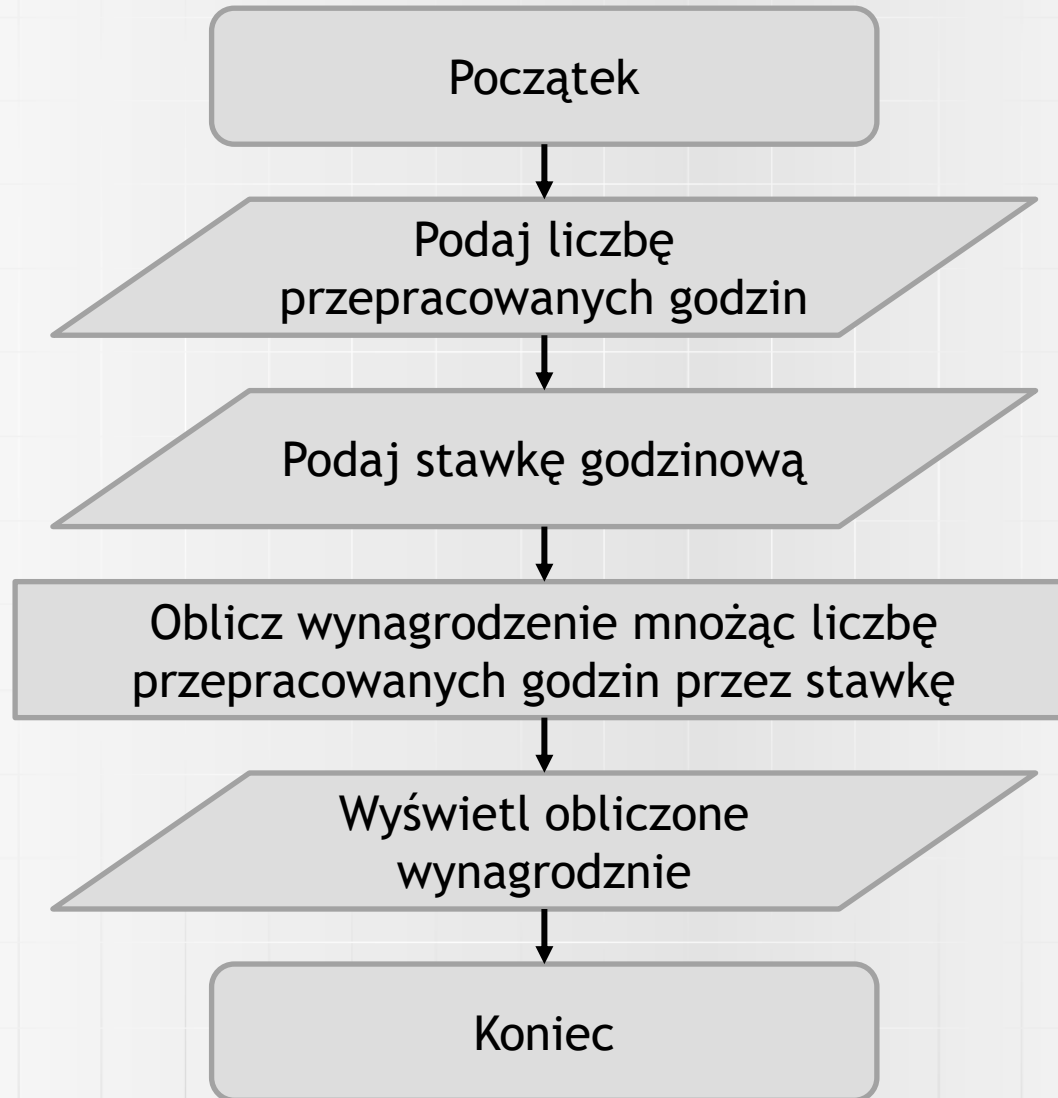 Początek
Podaj liczbę
przepracowanych godzin
Podaj stawkę godzinową
Oblicz wynagrodzenie mnożąc liczbę
przepracowanych godzin przez stawkę
Wyświetl obliczone
wynagrodznie
Koniec